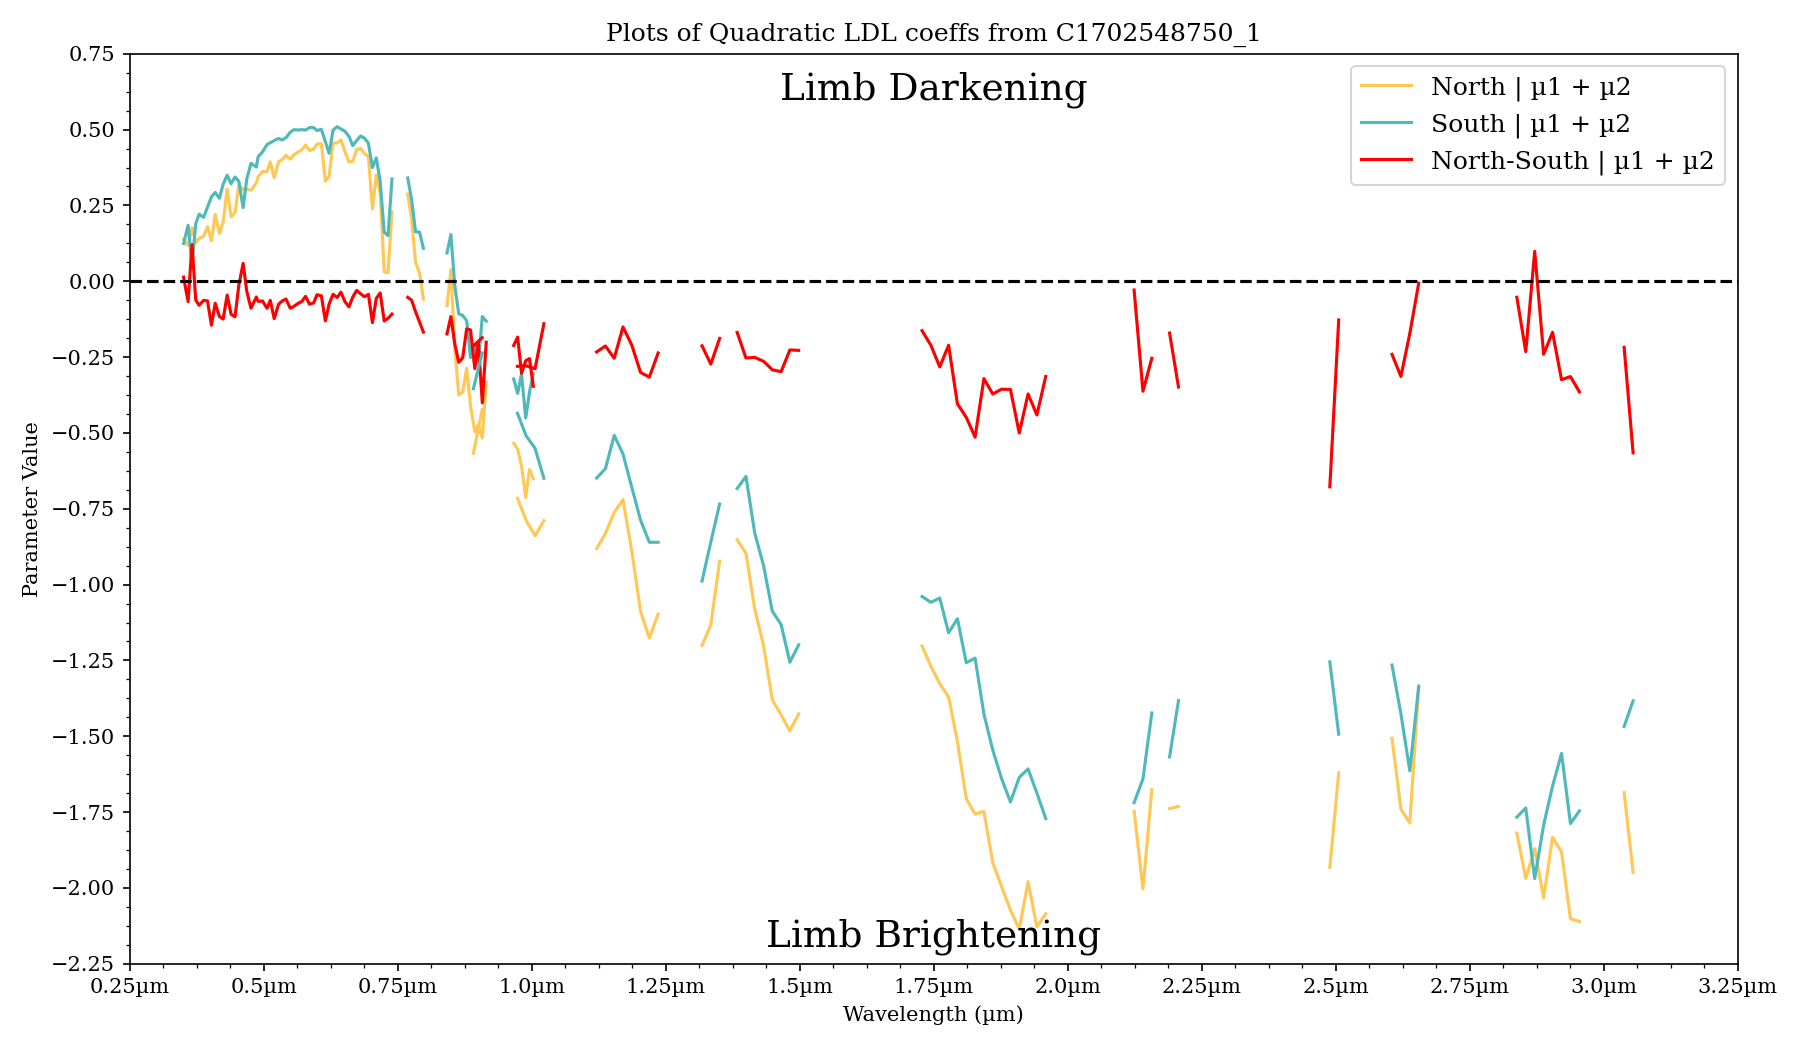 Plots of Quadratic LDL coeffs from C1702548750_1
Limb Darkening
North | µ1 + µ2
South | µ1 + µ2
North-South | µ1 + µ2
0.75
0.50
0.25
0.00
−0.25
−0.50
−0.75
−1.00
−1.25
−1.50
−1.75
−2.00
−2.25
Parameter Value
Limb Brightening
0.25µm 0.5µm 0.75µm 1.0µm 1.25µm 1.5µm 1.75µm 2.0µm 2.25µm 2.5µm 2.75µm 3.0µm 3.25µm
Wavelength (µm)